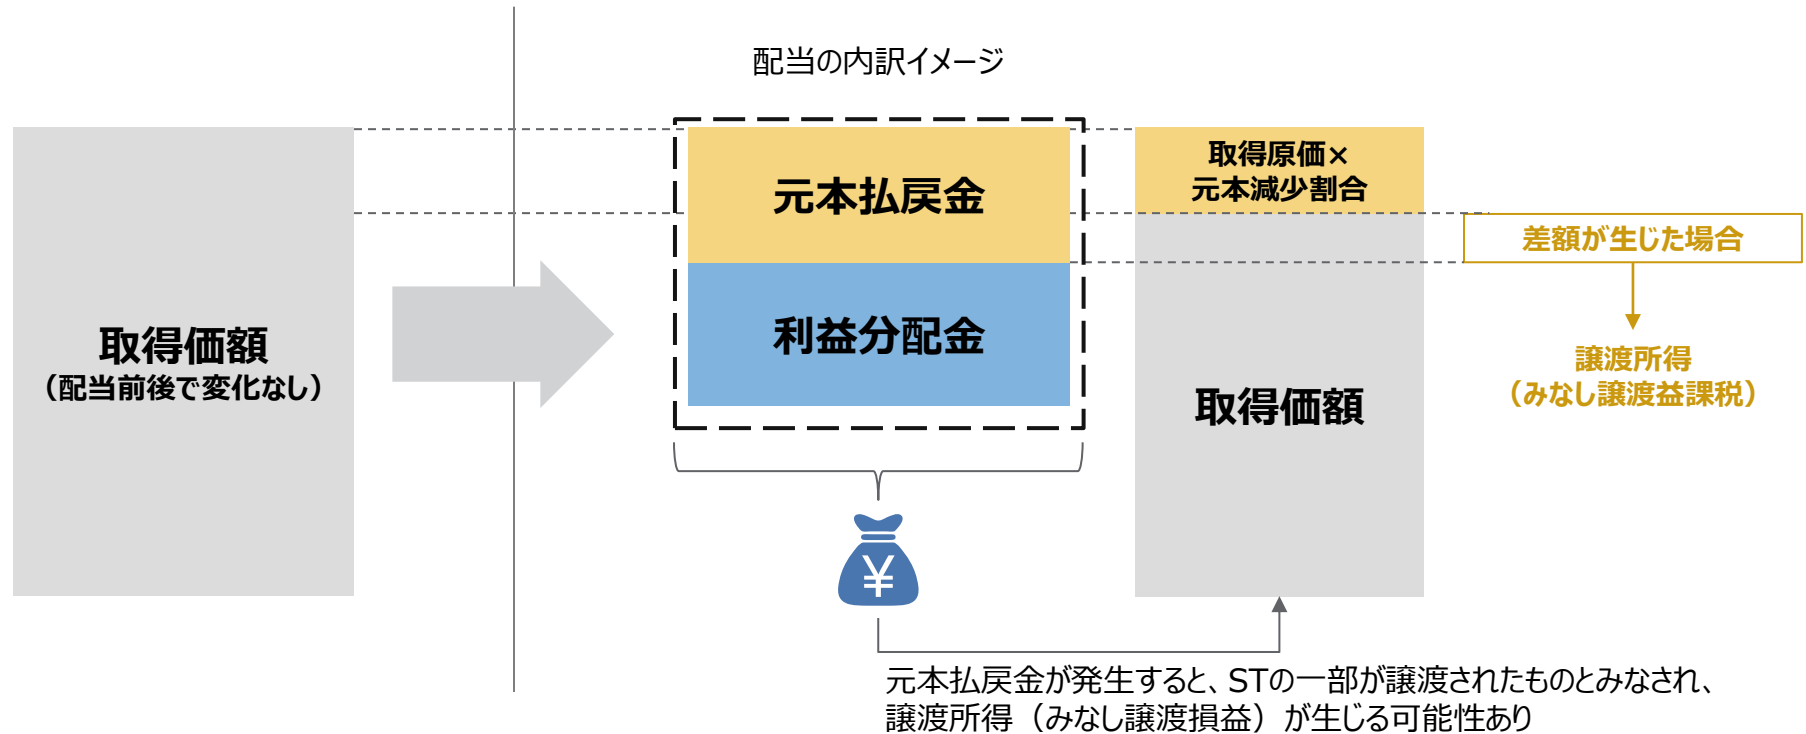 配当の内訳イメージ
取得価額
（配当前後で変化なし）
元本払戻金
利益分配金
¥
取得原価×
元本減少割合
取得価額
差額が生じた場合
譲渡所得
（みなし譲渡益課税）
元本払戻金が発生すると、STの一部が譲渡されたものとみなされ、
譲渡所得（みなし譲渡損益）が生じる可能性あり